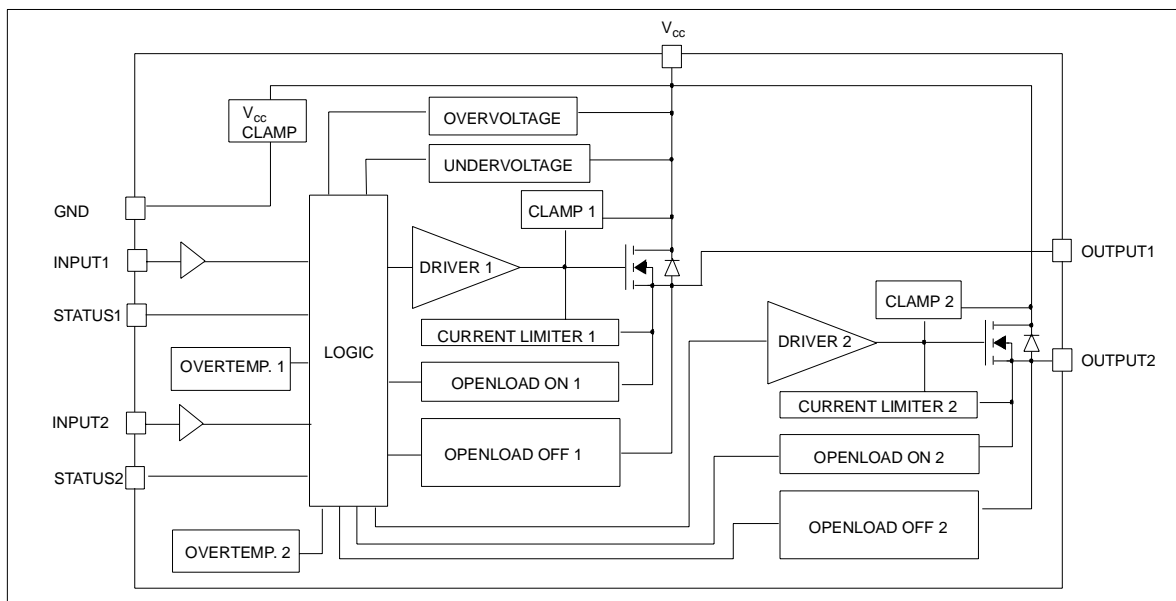 Vcc
Vcc
CLAMP
OVERVOLTAGE
UNDERVOLTAGE
GND
CLAMP 1
INPUT1
DRIVER 1
OUTPUT1
CLAMP 2
STATUS1
CURRENT LIMITER 1
LOGIC
DRIVER 2
OVERTEMP. 1
OPENLOAD ON 1
OUTPUT2
INPUT2
CURRENT LIMITER 2
OPENLOAD OFF 1
OPENLOAD ON 2
STATUS2
OPENLOAD OFF 2
OVERTEMP. 2